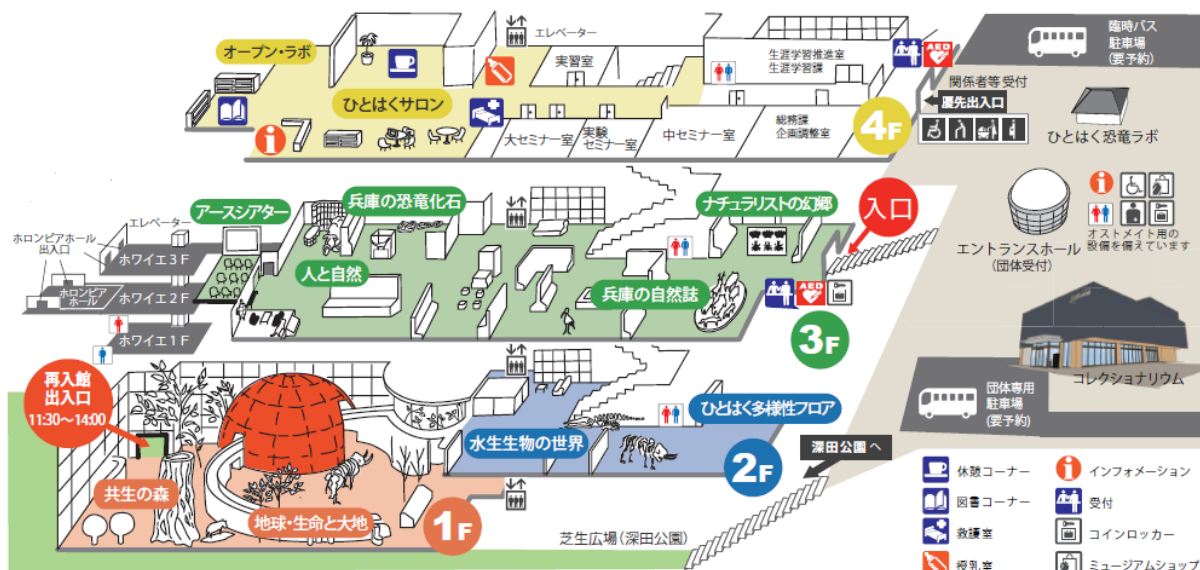 エレベーター
オープン・ラボ
実習室
生涯学習推進室
生涯学習課
AED
臨時バス
駐車場
(要予約)
関係者等受付
優先出入口
ひとはくサロン
大セミナー室
実験
セミナー室
中セミナー室
総務課
企画調整室
4F
ひとはく恐竜ラボ
アースシアター
兵庫の恐竜化石
ナチュラリストの幻郷
入口
エレベーター
ホロンピアホール
出入口
ホワイエ3F
ホロンピア
ホール
ホワイエ2F
ホワイエ1F
人と自然
兵庫の自然誌
AED
3F
オストメイト用の
設備を備えています
エントランスホール
(団体受付)
コレクショナリウム
再入館
出入口
11:30~14:00
共生の森
地球・生命と大地
1F
水生生物の世界
ひとはく多様性フロア
2F
深田公園へ
団体専用
駐車場
(要予約)
芝生広場(深田公園)
休憩コーナー
インフォメーション
図書コーナー
受付
救護室
コインロッカー
授乳室
ミュージアムショップ